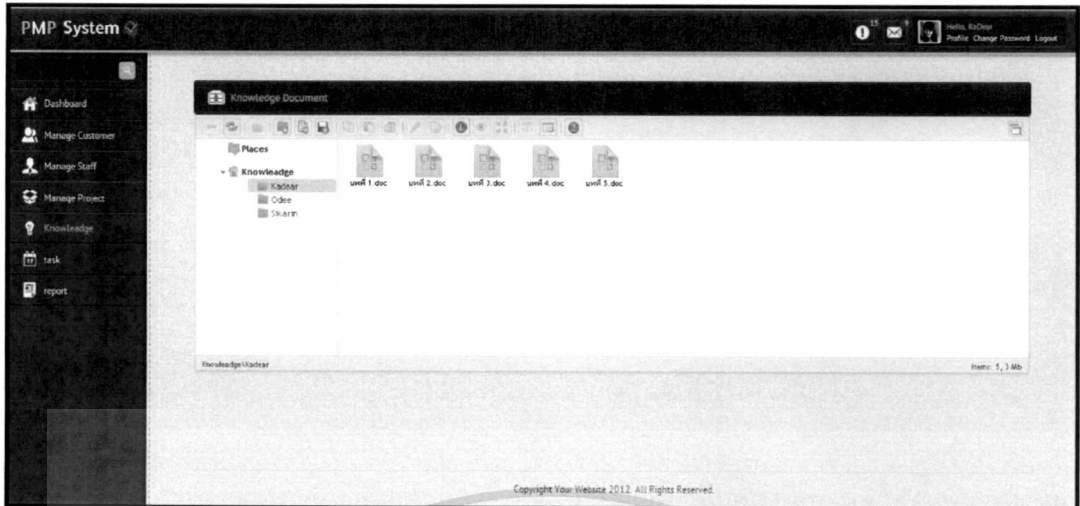 PMP System
15
9
Hello, KaDear
Profile Change Password Logout
Dashboard
Manage Customer
Manage Staff
Manage Project
Knowleadge
task
report
Knowledge Document
Places
Knowleadge
Kadear
Odee
Sikarin
บทที่ 1.doc
บทที่ 2.doc
บทที่ 3.doc
บทที่ 4.doc
บทที่ 5.doc
Knowleadge\Kadear
Items: 5, 3 Mb
Copyright Your Website 2012. All Rights Reserved.